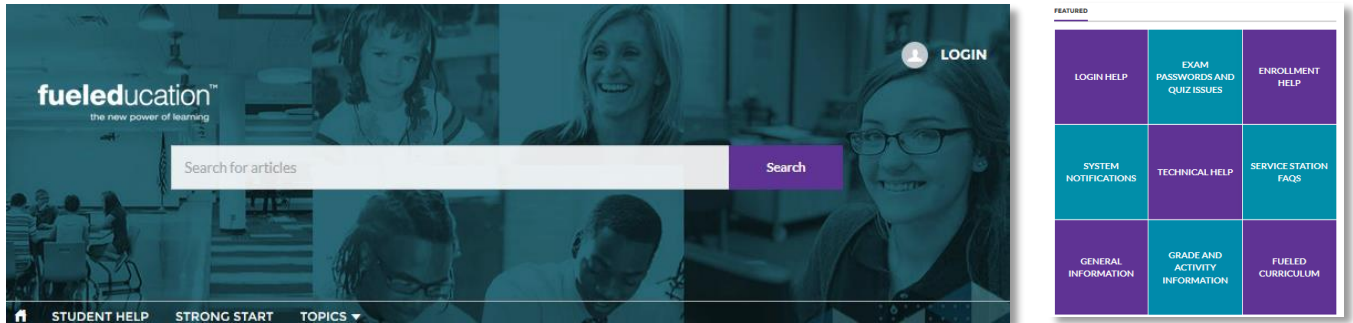 LOGIN
fueleducation™
the new power of learning
Search for articles
Search
STUDENT HELP
STRONG START
TOPICS
FEATURED
LOGIN HELP
EXAM
PASSWORDS AND
QUIZ ISSUES
ENROLLMENT
HELP
SYSTEM
NOTIFICATIONS
TECHNICAL HELP
SERVICE STATION
FAQS
GENERAL
INFORMATION
GRADE AND
ACTIVITY
INFORMATION
FUELED
CURRICULUM